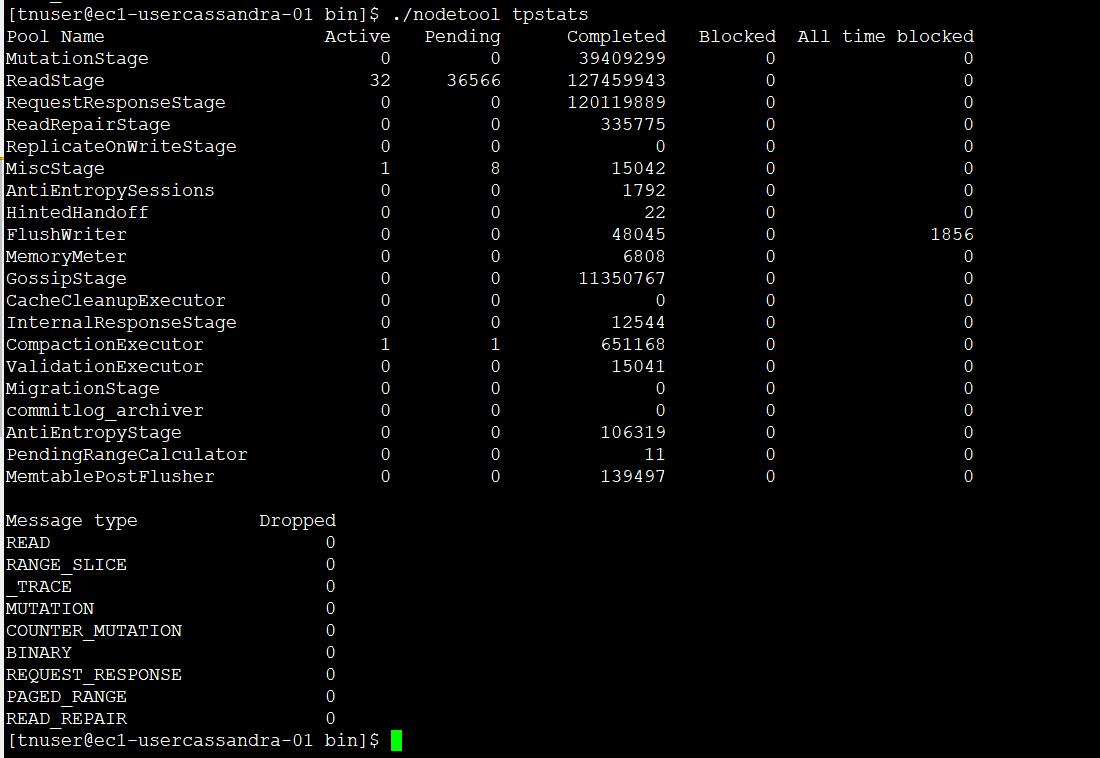 [tnuser@ec1-usercassandra-01 bin]$ ./nodetool tpstats
Pool Name                    Active   Pending      Completed   Blocked  All time blocked
MutationStage                     0         0       39409299         0                 0
ReadStage                        32     36566      127459943         0                 0
RequestResponseStage              0         0      120119889         0                 0
ReadRepairStage                   0         0         335775         0                 0
ReplicateOnWriteStage             0         0              0         0                 0
MiscStage                         1         8          15042         0                 0
AntiEntropySessions               0         0           1792         0                 0
HintedHandoff                     0         0             22         0                 0
FlushWriter                       0         0          48045         0              1856
MemoryMeter                       0         0           6808         0                 0
GossipStage                       0         0       11350767         0                 0
CacheCleanupExecutor              0         0              0         0                 0
InternalResponseStage             0         0          12544         0                 0
CompactionExecutor                1         1         651168         0                 0
ValidationExecutor                0         0          15041         0                 0
MigrationStage                    0         0              0         0                 0
commitlog_archiver                0         0              0         0                 0
AntiEntropyStage                  0         0         106319         0                 0
PendingRangeCalculator            0         0             11         0                 0
MemtablePostFlusher               0         0         139497         0                 0

Message type           Dropped
READ                         0
RANGE_SLICE                  0
_TRACE                       0
MUTATION                     0
COUNTER_MUTATION             0
BINARY                       0
REQUEST_RESPONSE             0
PAGED_RANGE                  0
READ_REPAIR                  0
[tnuser@ec1-usercassandra-01 bin]$